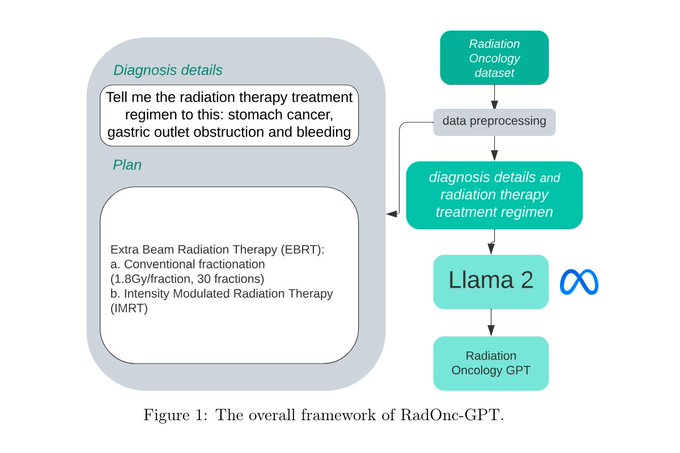 Diagnosis details
Tell me the radiation therapy treatment
regimen to this: stomach cancer,
gastric outlet obstruction and bleeding
Plan
Extra Beam Radiation Therapy (EBRT):
a. Conventional fractionation
(1.8Gy/fraction, 30 fractions)
b. Intensity Modulated Radiation Therapy
(IMRT)
Radiation
Oncology
dataset
data preprocessing
diagnosis details and
radiation therapy
treatment regimen
Llama 2
Radiation
Oncology GPT
Figure 1: The overall framework of RadOnc-GPT.